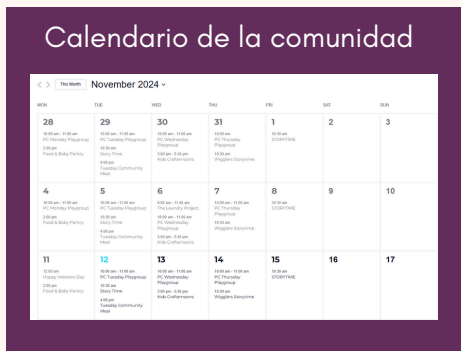 Calendario de la comunidad
< > This Month November 2024
MON TUE WED THU FRI SAT SUN
28 29 30 31 1 2 3
10:00 am - 11:00 am
PC Monday Playgroup
2:00 pm
Food & Baby Pantry
10:00 am - 11:00 am
PC Tuesday Playgroup
10:30 am
Story Time
4:00 pm
Tuesday Community
Meal
10:00 am - 11:00 am
PC Wednesday
Playgroup
3:00 pm - 5:45 pm
Kids Crafternoons
10:00 am
PC Thursday
Playgroup
10:30 am
Wigglers Storytime
10:30 am
STORYTIME
4 5 6 7 8 9 10
10:00 am - 11:00 am
PC Monday Playgroup
2:00 pm
Food & Baby Pantry
10:00 am - 11:00 am
PC Tuesday Playgroup
10:30 am
Story Time
4:00 pm
Tuesday Community
Meal
The Laundry Project
10:00 am - 11:00 am
PC Wednesday
Playgroup
3:00 pm - 5:45 pm
Kids Crafternoons
10:00 am - 11:00 am
PC Thursday
Playgroup
10:30 am
Wigglers Storytime
10:30 am
STORYTIME
11 12 13 14 15 16 17
12:00 am
Happy Veterans Day
2:00 pm
Food & Baby Pantry
10:00 am - 11:00 am
PC Tuesday Playgroup
10:30 am
Story Time
4:00 pm
Tuesday Community
Meal
10:00 am - 11:00 am
PC Wednesday
Playgroup
3:00 pm - 5:45 pm
Kids Crafternoons
10:00 am - 11:00 am
PC Thursday
Playgroup
10:30 am
Wigglers Storytime
10:30 am
STORYTIME